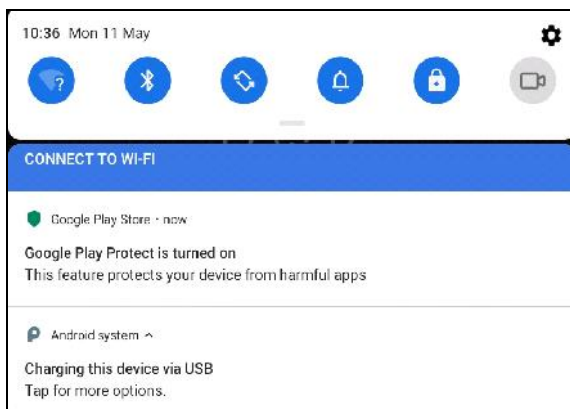 10:36 Mon 11 May
CONNECT TO WI-FI
Google Play Store • now
Google Play Protect is turned on
This feature protects your device from harmful apps
Android system ^
Charging this device via USB
Tap for more options.